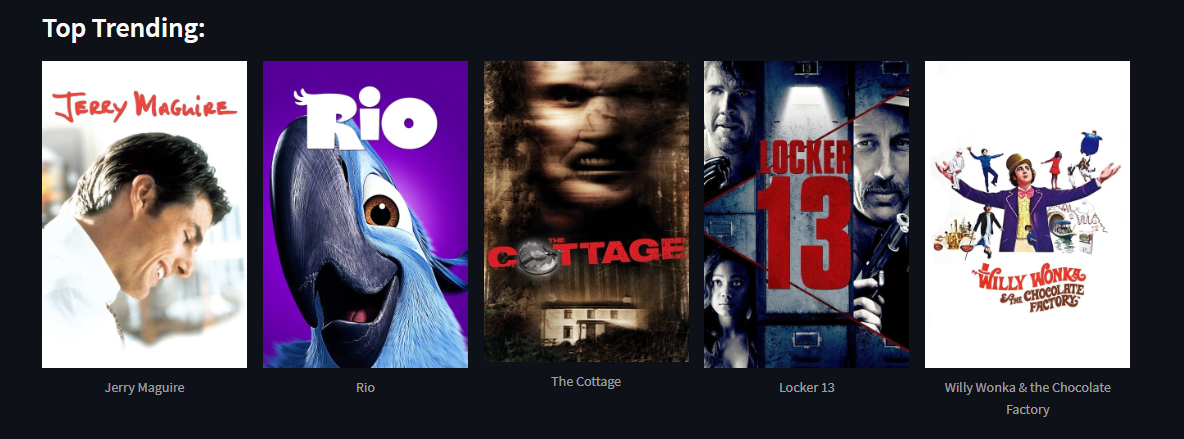 Top Trending:
JERRY MAGUIRE
RiO
THE
COTTAGE
13
LOCKER
13
WILLY WONKA
& THE CHOCOLATE
FACTORY
Jerry Maguire
Rio
The Cottage
Locker 13
Willy Wonka & the Chocolate
Factory